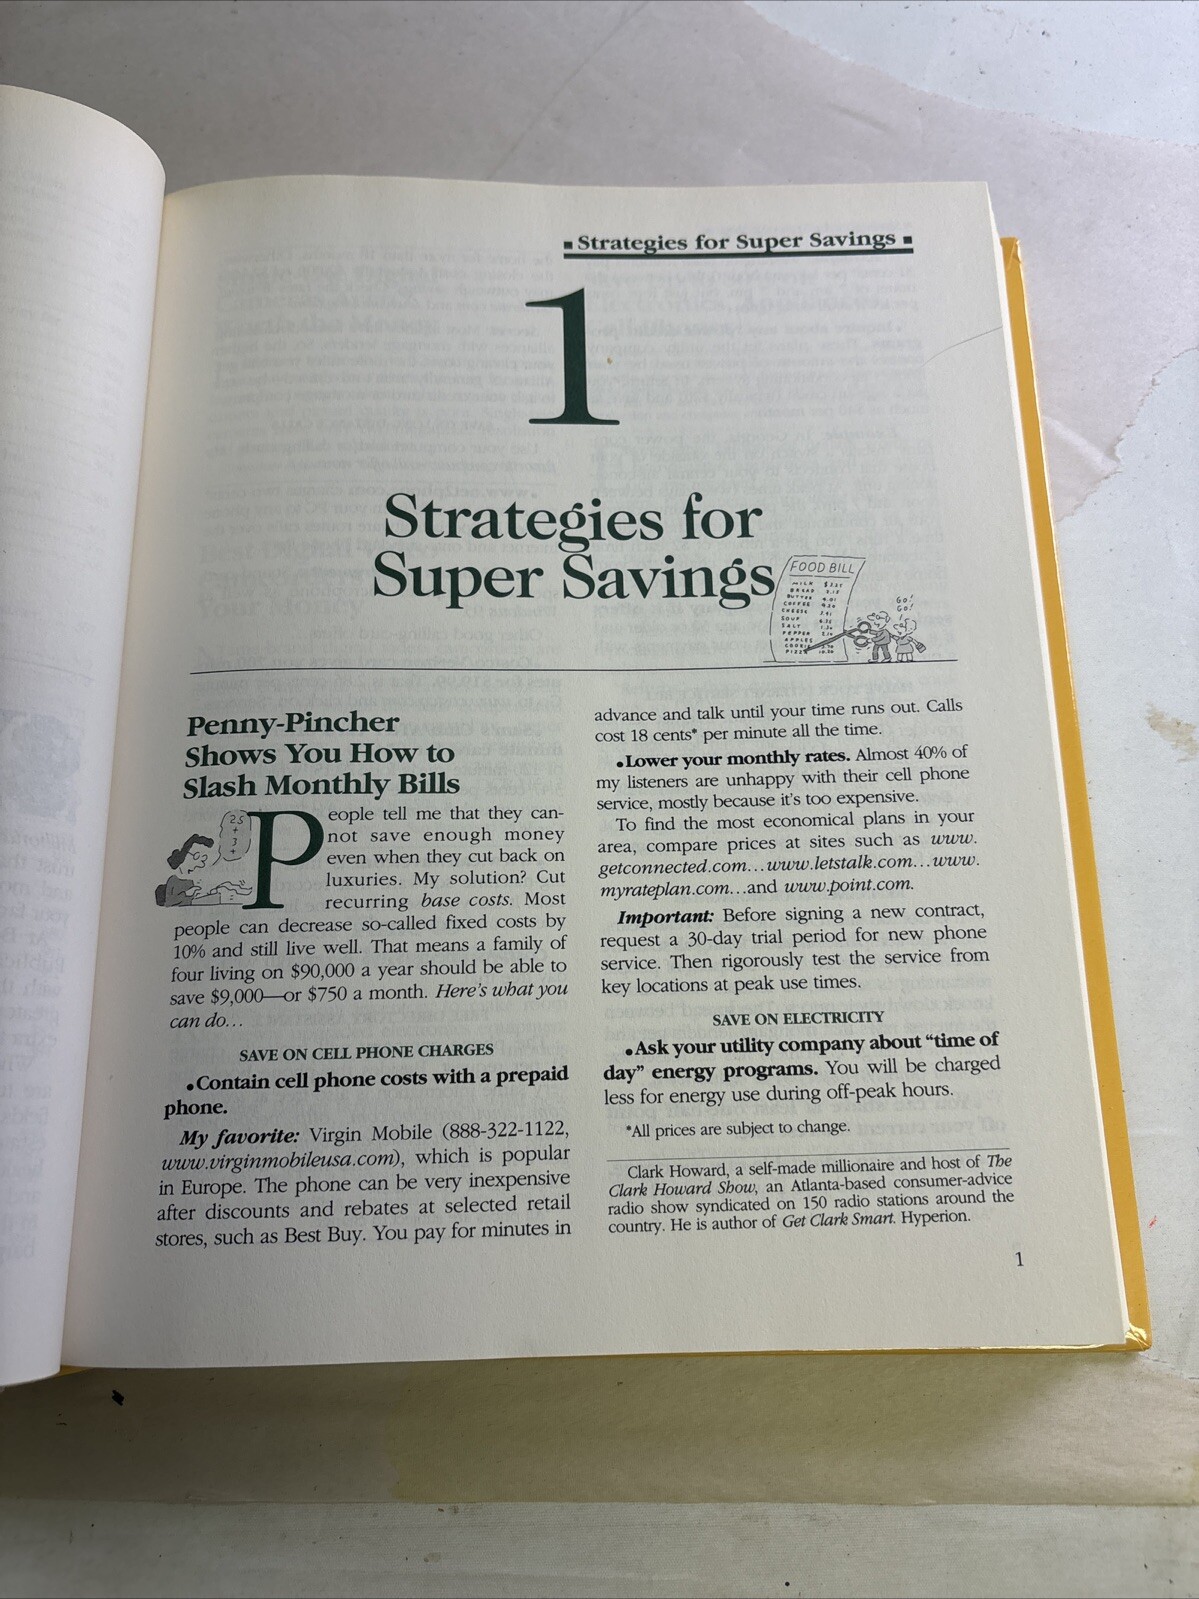 ▪ Strategies for Super Savings ▪
1
Strategies for
Super Savings
FOOD BILL
MILK
BREAD
BUTTER
COFFEE
CHEESE
SOUP
SALT
PEPPER
APPLES
COOKIE
PIZZ
GO!
GO!
Penny-Pincher
Shows You How to
Slash Monthly Bills
25
+
3
+
People tell me that they can-
not save enough money
even when they cut back on
luxuries. My solution? Cut
recurring base costs. Most
people can decrease so-called fixed costs by
10% and still live well. That means a family of
four living on $90,000 a year should be able to
save $9,000—or $750 a month. Here's what you
can do…
SAVE ON CELL PHONE CHARGES
•Contain cell phone costs with a prepaid
phone.
My favorite: Virgin Mobile (888-322-1122,
www.virginmobileusa.com), which is popular
in Europe. The phone can be very inexpensive
after discounts and rebates at selected retail
stores, such as Best Buy. You pay for minutes in
advance and talk until your time runs out. Calls
cost 18 cents* per minute all the time.
•Lower your monthly rates. Almost 40% of
my listeners are unhappy with their cell phone
service, mostly because it's too expensive.
To find the most economical plans in your
area, compare prices at sites such as www.
getconnected.com…www.letstalk.com…www.
myrateplan.com…and www.point.com.
Important: Before signing a new contract,
request a 30-day trial period for new phone
service. Then rigorously test the service from
key locations at peak use times.
SAVE ON ELECTRICITY
•Ask your utility company about "time of
day" energy programs. You will be charged
less for energy use during off-peak hours.
*All prices are subject to change.
Clark Howard, a self-made millionaire and host of The
Clark Howard Show, an Atlanta-based consumer-advice
radio show syndicated on 150 radio stations around the
country. He is author of Get Clark Smart. Hyperion.
1